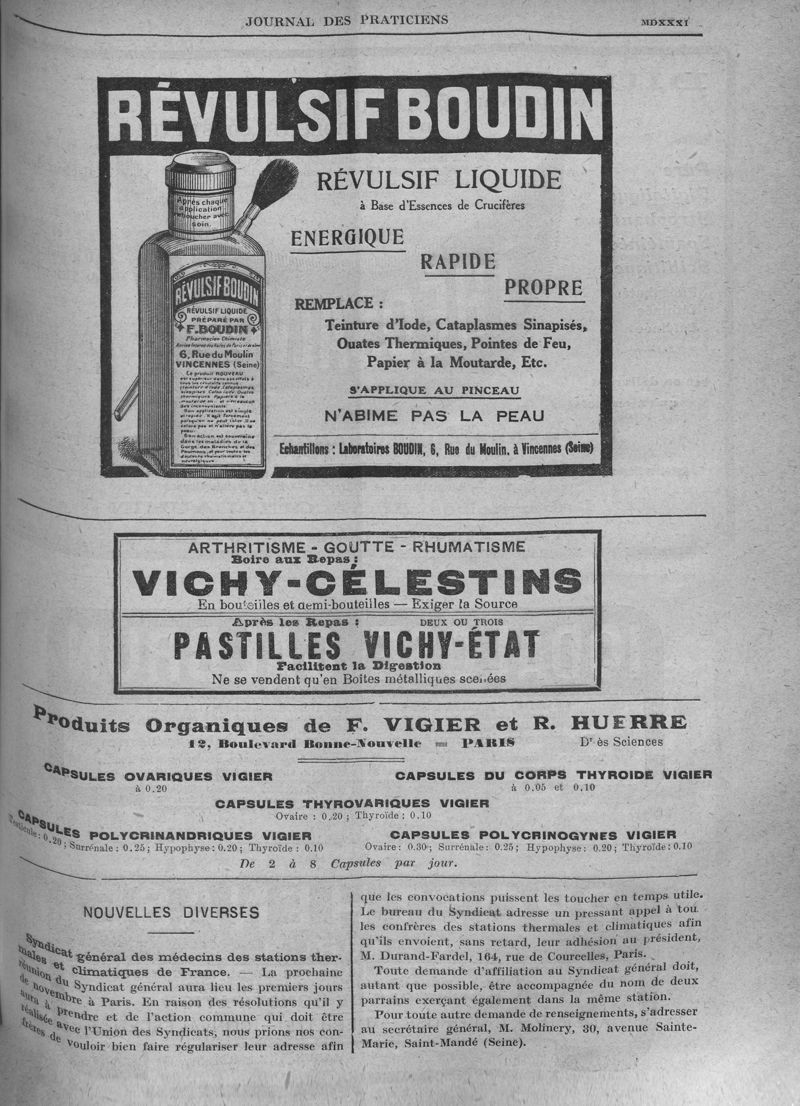 JOURNAL DES PRATICIENS
MDXXXI
RÉVULSIF BOUDIN
Après chaque
application
reboucher avec
soin.
RÉVULSIF BOUDIN
RÉVULSIF LIQUIDE
PRÉPARÉ PAR
F. BOUDIN
Pharmacien Chimiste
6, Rue du Moulin
VINCENNES (Seine)
Ce produit NOUVEAU
RÉVULSIF LIQUIDE
à Base d'Essences de Crucifères
ENERGIQUE
RAPIDE
PROPRE
REMPLACE :
Teinture d'Iode, Cataplasmes Sinapisés,
Ouates Thermiques, Pointes de Feu,
Papier à la Moutarde, Etc.
S'APPLIQUE AU PINCEAU
N'ABIME PAS LA PEAU
Echantillons : Laboratoires BOUDIN, 6, Rue du Moulin, à Vincennes (Seine)
ARTHRITISME - GOUTTE - RHUMATISME
Boire aux Repas :
VICHY-CÉLESTINS
En bouteilles et demi-bouteilles — Exiger la Source
Après les Repas : DEUX OU TROIS
PASTILLES VICHY-ÉTAT
Facilitent la Digestion
Ne se vendent qu'en Boîtes métalliques scellées
Produits Organiques de F. VIGIER et R. HUERRE
12, Boulevard Bonne-Nouvelle — PARIS Dr ès Sciences
CAPSULES OVARIQUES VIGIER
à 0.20
CAPSULES DU CORPS THYROIDE VIGIER
à 0.05 et 0.10
CAPSULES THYROVARIQUES VIGIER
Ovaire : 0.20 ; Thyroïde : 0.10
CAPSULES POLYCRINANDRIQUES VIGIER
Testicule : 0.20 ; Surrénale : 0.25 ; Hypophyse : 0.20 ; Thyroïde : 0.10
CAPSULES POLYCRINOGYNES VIGIER
Ovaire : 0.30 ; Surrénale : 0.25 ; Hypophyse : 0.20 ; Thyroïde : 0.10
De 2 à 8 Capsules par jour.
NOUVELLES DIVERSES
Syndicat général des médecins des stations ther-
males et climatiques de France. — La prochaine
réunion du Syndicat général aura lieu les premiers jours
de novembre à Paris. En raison des résolutions qu'il y
aura à prendre et de l'action commune qui doit être
réalisée avec l'Union des Syndicats, nous prions nos con-
frères de vouloir bien faire régulariser leur adresse afin
que les convocations puissent les toucher en temps utile.
Le bureau du Syndicat adresse un pressant appel à tou
les confrères des stations thermales et climatiques afin
qu'ils envoient, sans retard, leur adhésion au président,
M. Durand-Fardel, 164, rue de Courcelles, Paris.
Toute demande d'affiliation au Syndicat général doit,
autant que possible, être accompagnée du nom de deux
parrains exerçant également dans la même station.
Pour toute autre demande de renseignements, s'adresser
au secrétaire général, M. Molinéry, 30, avenue Sainte-
Marie, Saint-Mandé (Seine).